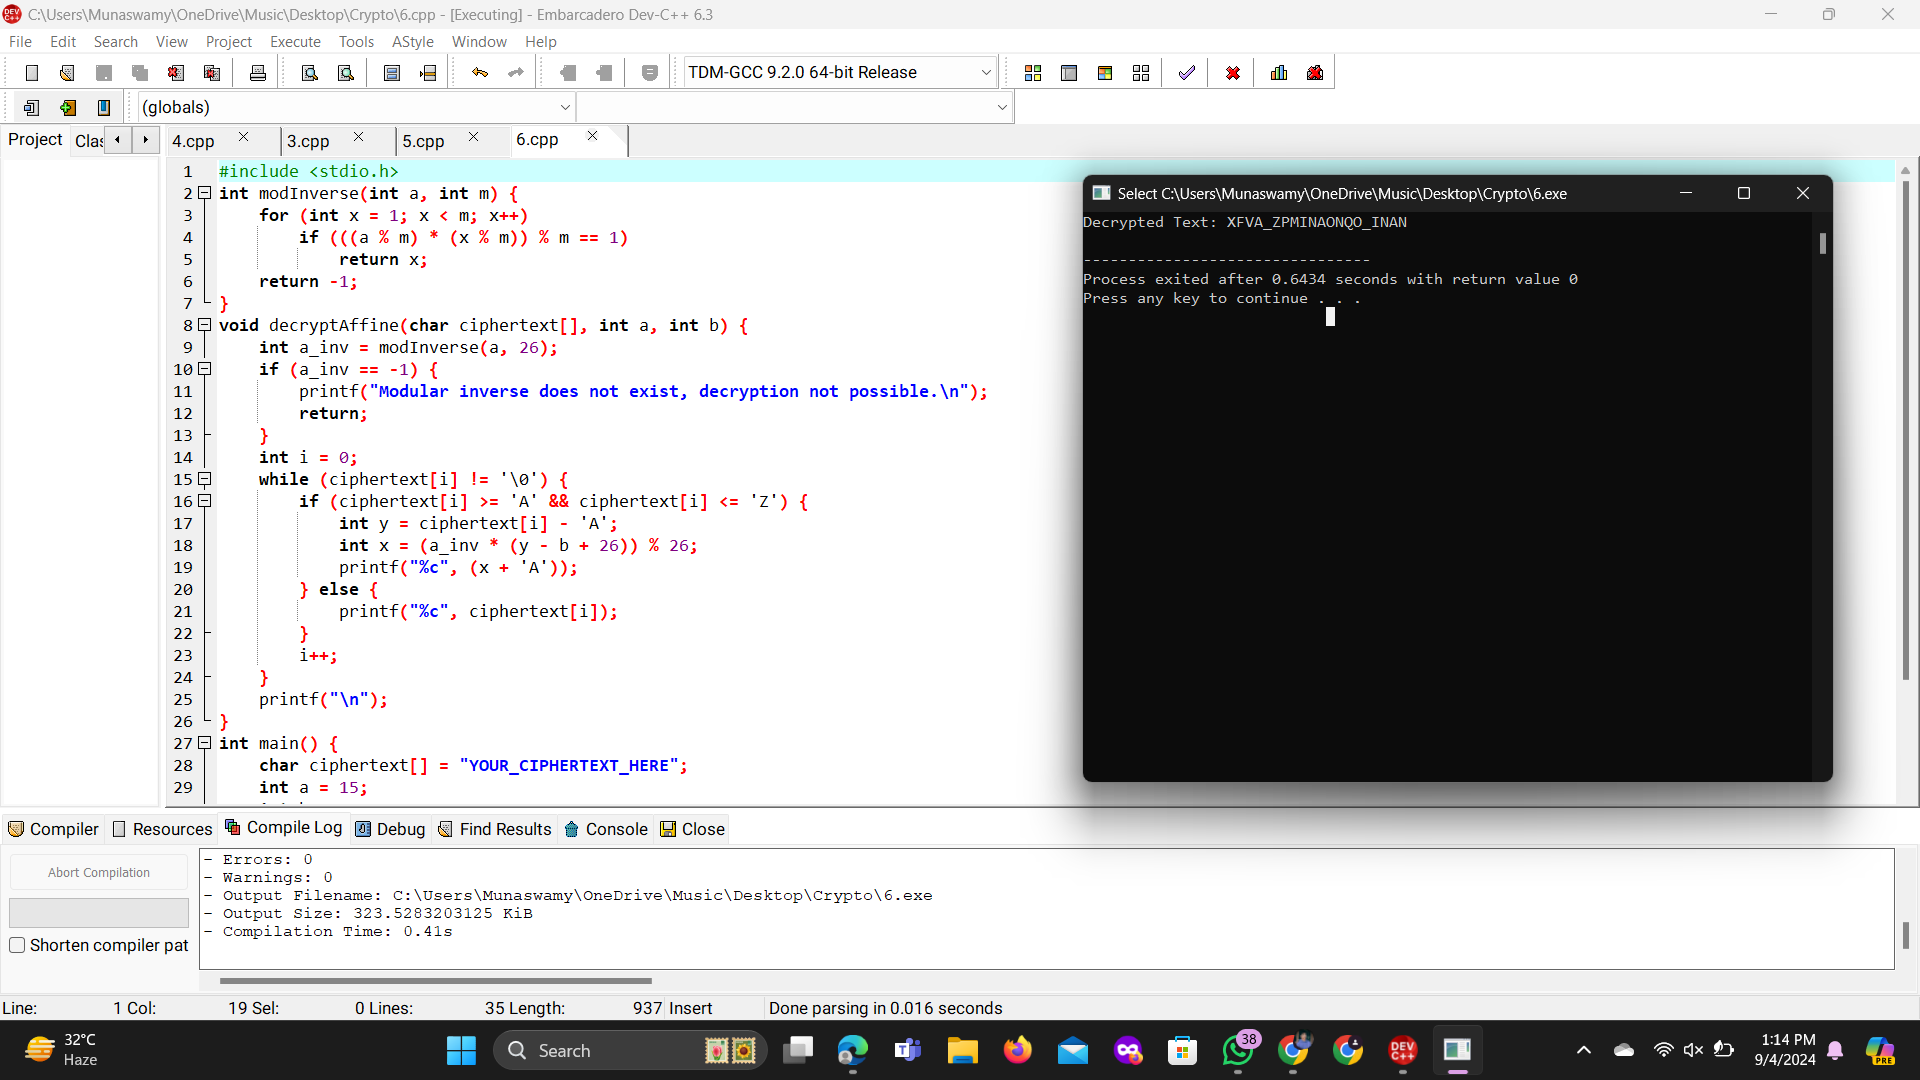 C:\Users\Munaswamy\OneDrive\Music\Desktop\Crypto\6.cpp - [Executing] - Embarcadero Dev-C++ 6.3
File Edit Search View Project Execute Tools AStyle Window Help
TDM-GCC 9.2.0 64-bit Release
(globals)
Project Clas 4.cpp 3.cpp 5.cpp 6.cpp
1 #include <stdio.h>
2 int modInverse(int a, int m) {
3 for (int x = 1; x < m; x++)
4 if (((a % m) * (x % m)) % m == 1)
5 return x;
6 return -1;
7 }
8 void decryptAffine(char ciphertext[], int a, int b) {
9 int a_inv = modInverse(a, 26);
10 if (a_inv == -1) {
11 printf("Modular inverse does not exist, decryption not possible.\n");
12 return;
13 }
14 int i = 0;
15 while (ciphertext[i] != '\0') {
16 if (ciphertext[i] >= 'A' && ciphertext[i] <= 'Z') {
17 int y = ciphertext[i] - 'A';
18 int x = (a_inv * (y - b + 26)) % 26;
19 printf("%c", (x + 'A'));
20 } else {
21 printf("%c", ciphertext[i]);
22 }
23 i++;
24 }
25 printf("\n");
26 }
27 int main() {
28 char ciphertext[] = "YOUR_CIPHERTEXT_HERE";
29 int a = 15;
Select C:\Users\Munaswamy\OneDrive\Music\Desktop\Crypto\6.exe
Decrypted Text: XFVA_ZPMINAONQO_INAN
--------------------------------
Process exited after 0.6434 seconds with return value 0
Press any key to continue . . .
Compiler Resources Compile Log Debug Find Results Console Close
Abort Compilation
Shorten compiler pat
- Errors: 0
- Warnings: 0
- Output Filename: C:\Users\Munaswamy\OneDrive\Music\Desktop\Crypto\6.exe
- Output Size: 323.5283203125 KiB
- Compilation Time: 0.41s
Line: 1 Col: 19 Sel: 0 Lines: 35 Length: 937 Insert Done parsing in 0.016 seconds
32°C
Haze
Search
38
DEV C++
1:14 PM
9/4/2024
PRE